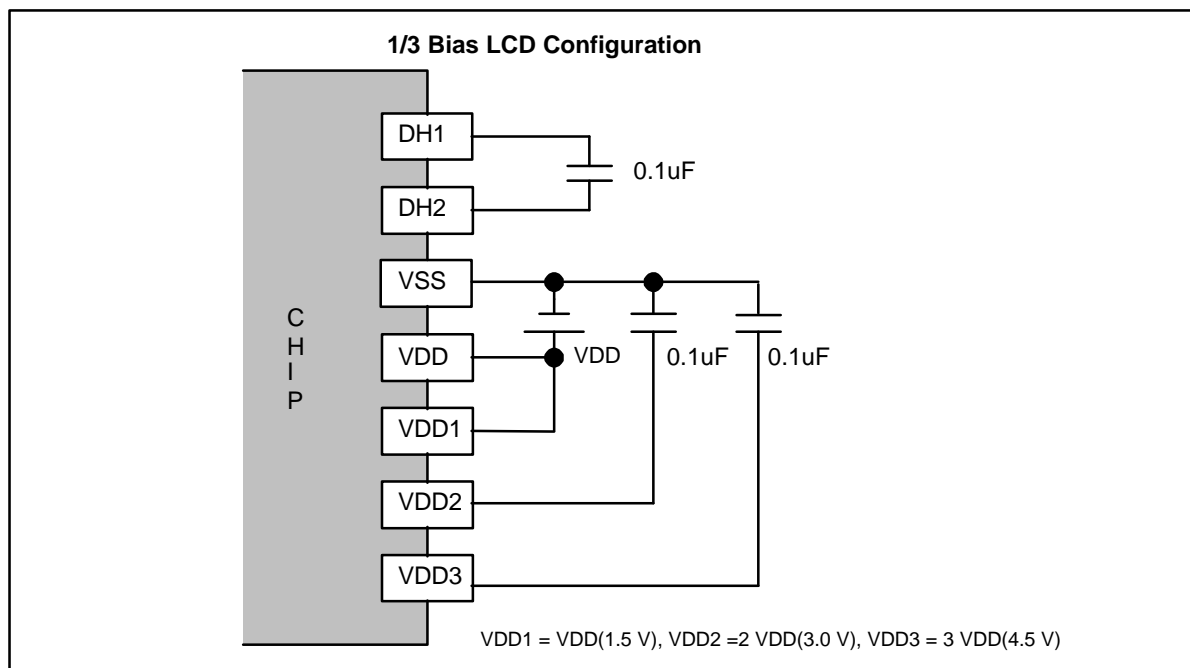 1/3 Bias LCD Configuration
DH1
0.1uF
DH2
VSS
C
H
I
P
VDD
VDD
0.1uF
0.1uF
VDD1
VDD2
VDD3
VDD1 = VDD(1.5 V), VDD2 =2 VDD(3.0 V), VDD3 = 3 VDD(4.5 V)